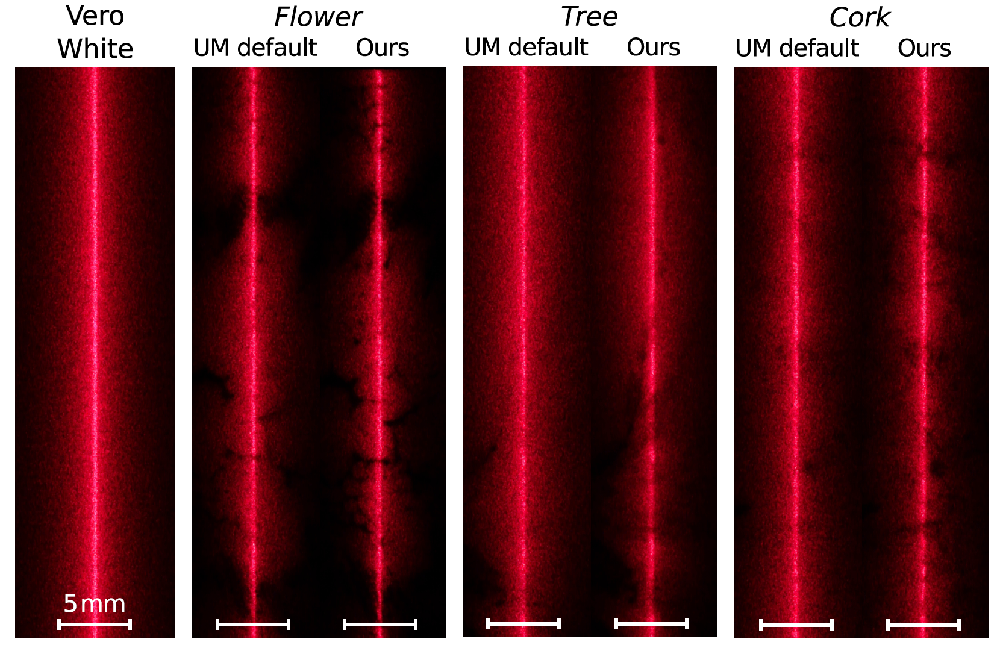 Vero
White
Flower
UM default Ours
Tree
UM default Ours
Cork
UM default Ours
5 mm